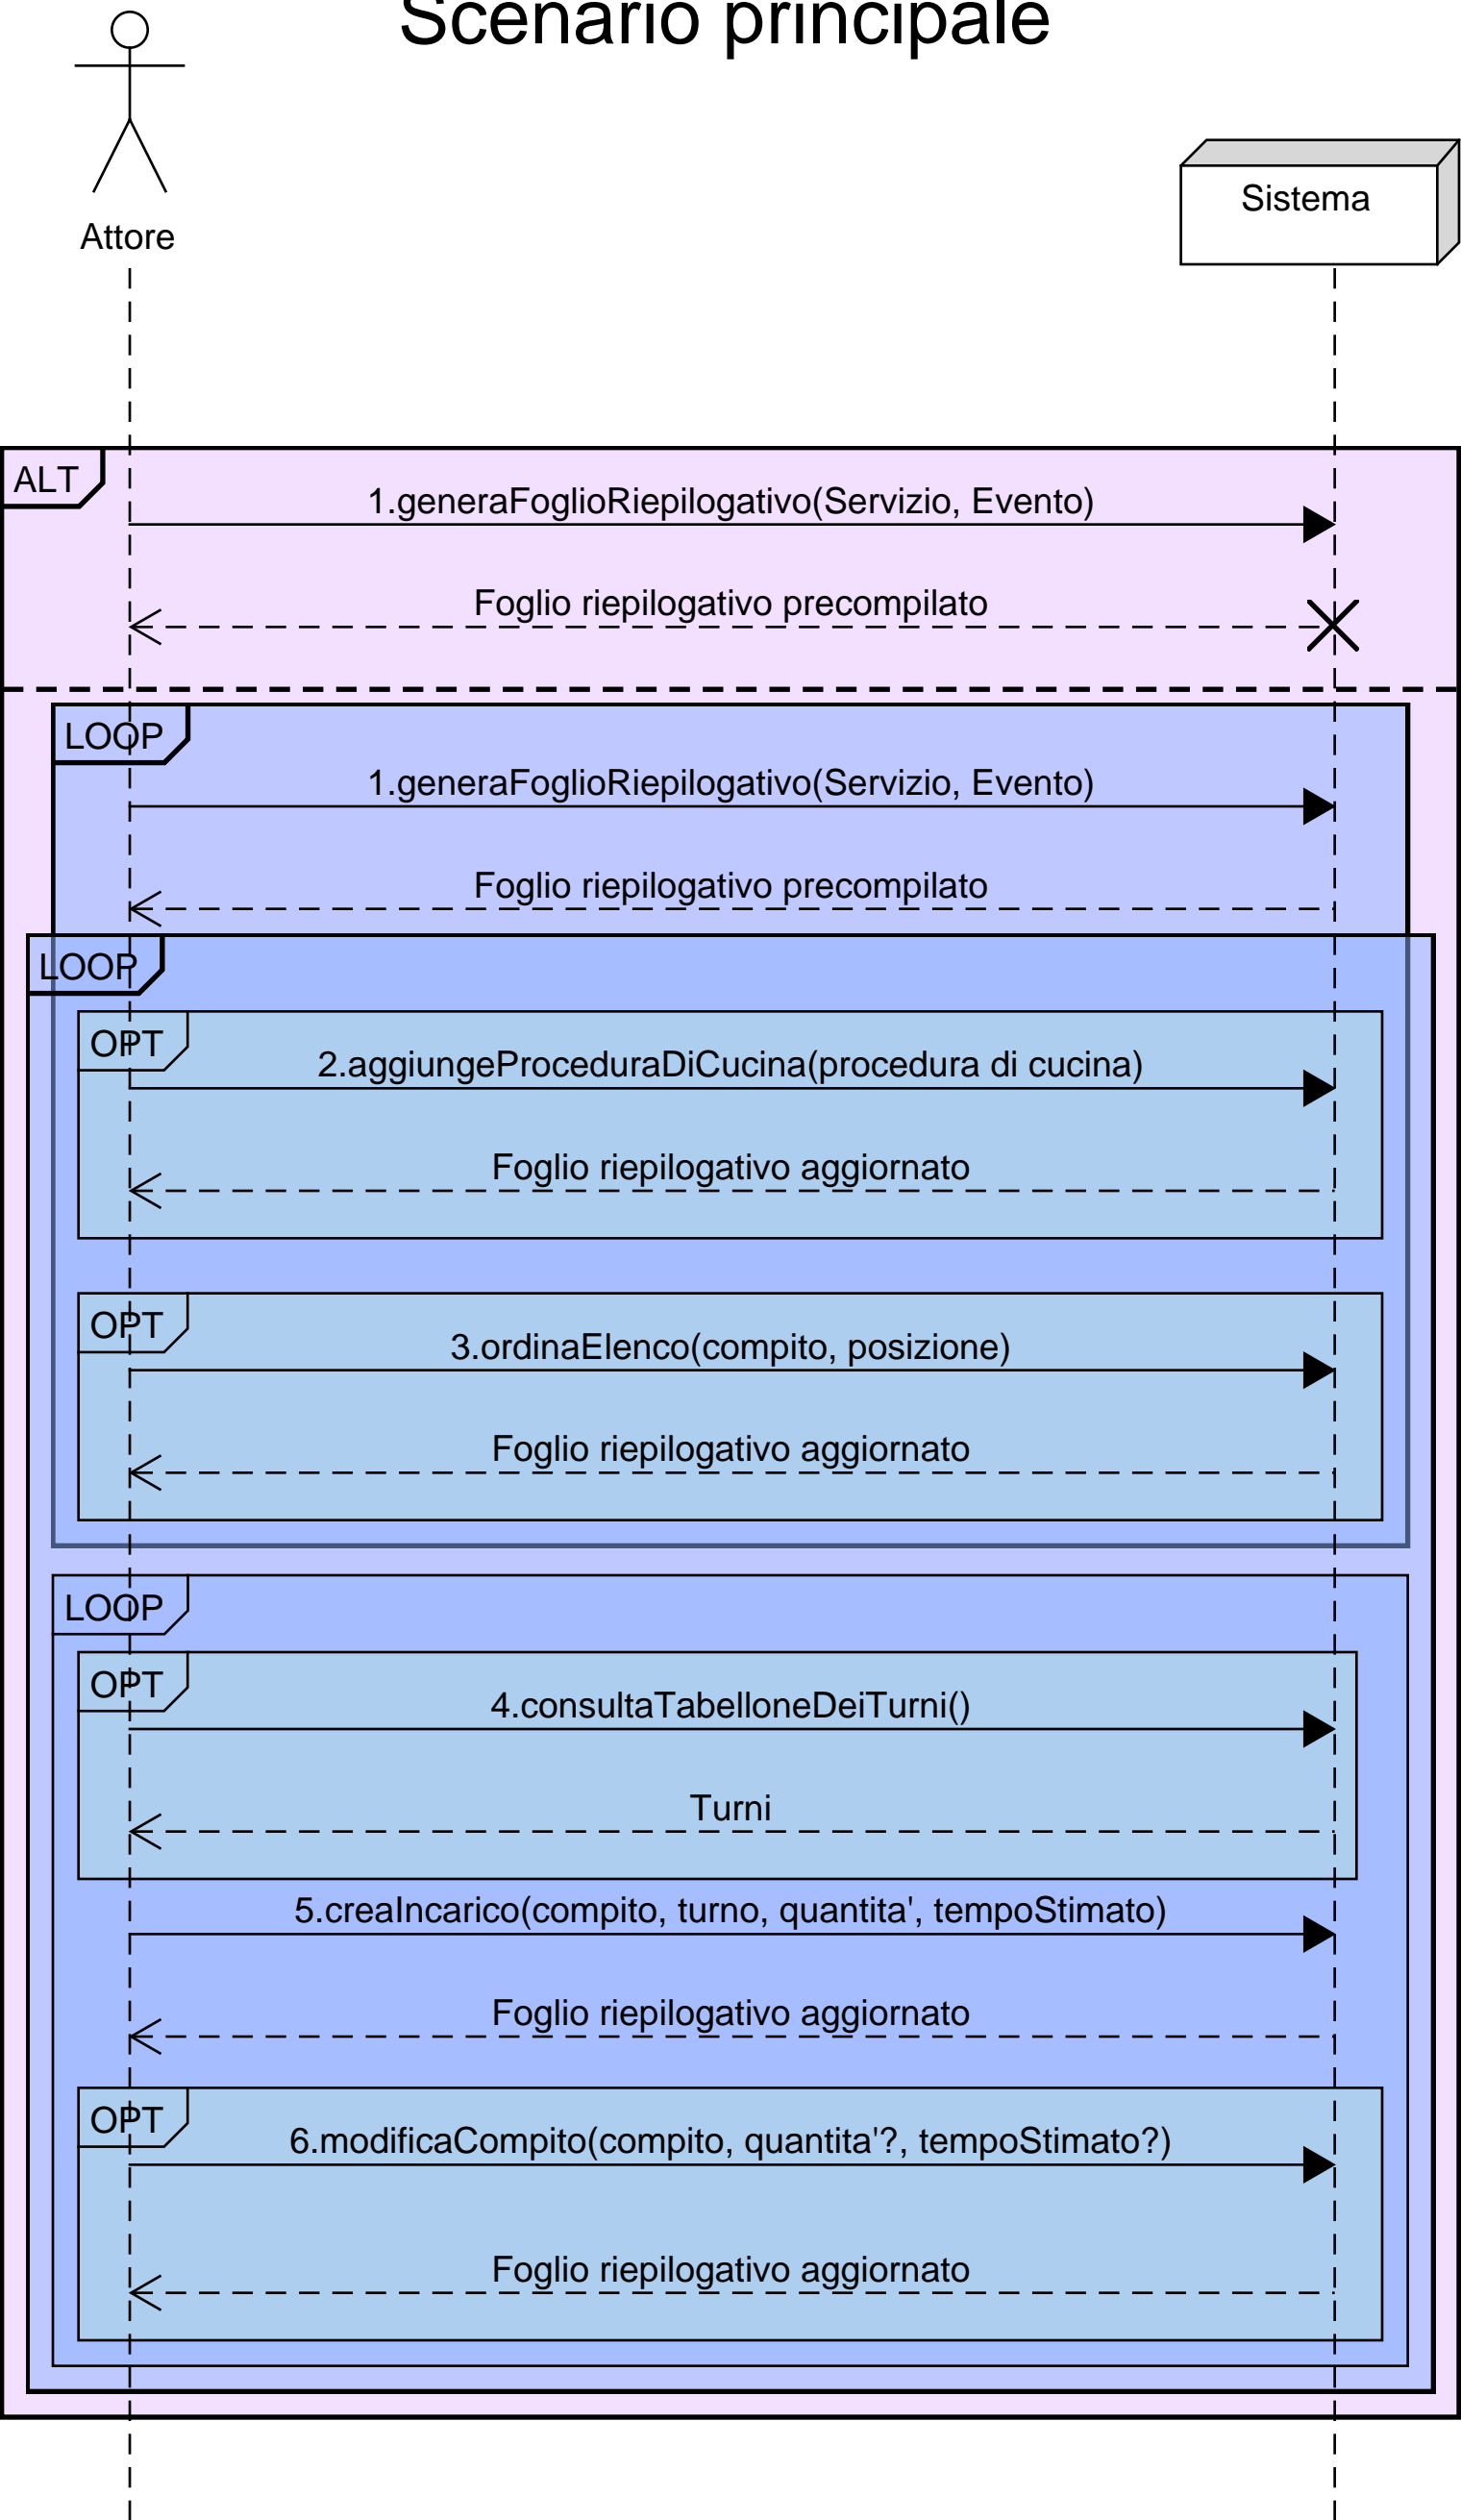 Scenario principale
Sistema
Attore
ALT
1.generaFoglioRiepilogativo(Servizio, Evento)
Foglio riepilogativo precompilato
LOOP
1.generaFoglioRiepilogativo(Servizio, Evento)
Foglio riepilogativo precompilato
LOOP
OPT
2.aggiungeProceduraDiCucina(procedura di cucina)
Foglio riepilogativo aggiornato
OPT
3.ordinaElenco(compito, posizione)
Foglio riepilogativo aggiornato
LOOP
OPT
4.consultaTabelloneDeiTurni()
Turni
5.creaIncarico(compito, turno, quantita', tempoStimato)
Foglio riepilogativo aggiornato
OPT
6.modificaCompito(compito, quantita'?, tempoStimato?)
Foglio riepilogativo aggiornato